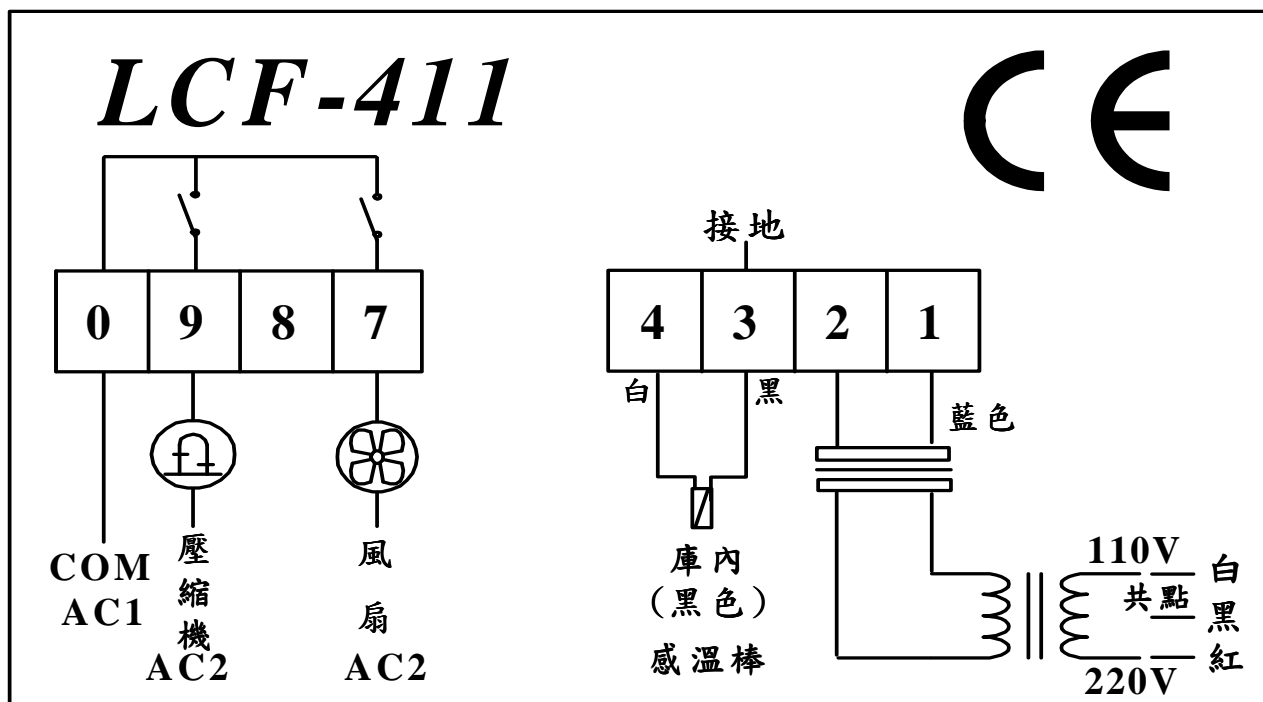 LCF-411
CE
接地
0 9 8 7
4 3 2 1
白
黑
藍色
COM
AC1
壓縮機
AC2
風扇
AC2
庫內
(黑色)
感溫棒
110V
共點
220V
白
黑
紅